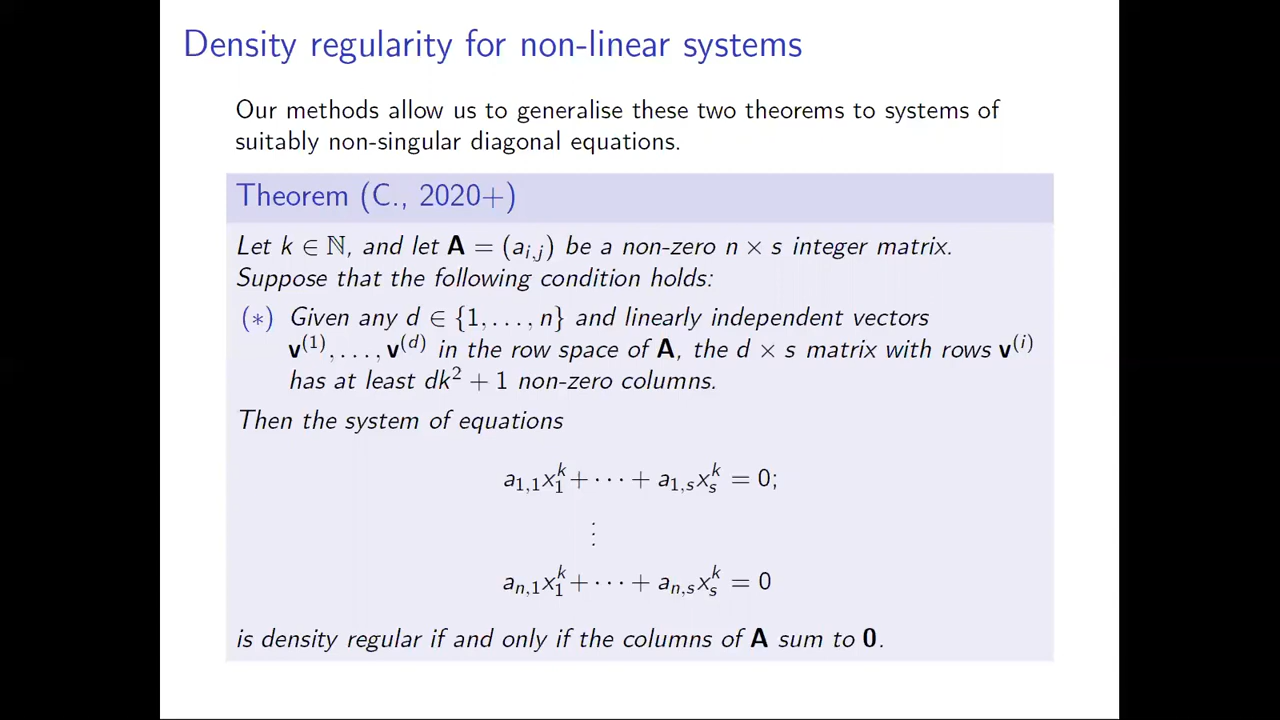 Density regularity for non-linear systems
Our methods allow us to generalise these two theorems to systems of
suitably non-singular diagonal equations.
Theorem (C., 2020+)
Let k ∈ ℕ, and let A = (a_{i,j}) be a non-zero n × s integer matrix.
Suppose that the following condition holds:
(∗) Given any d ∈ {1, . . . , n} and linearly independent vectors
v^{(1)}, . . . , v^{(d)} in the row space of A, the d × s matrix with rows v^{(i)}
has at least dk^2 + 1 non-zero columns.
Then the system of equations
a_{1,1}x_1^k + · · · + a_{1,s}x_s^k = 0;
⋮
a_{n,1}x_1^k + · · · + a_{n,s}x_s^k = 0
is density regular if and only if the columns of A sum to 0.